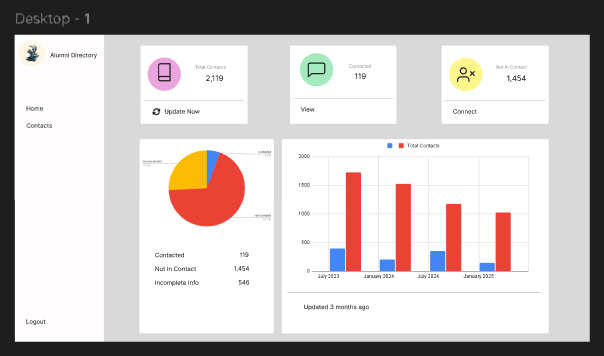 Desktop - 1
Alumni Directory
Home
Contacts
Logout
Total Contacts
2,119
Update Now
Contacted
119
View
Not In Contact
1,454
Connect
Contacted
Incomplete Info
Not Contacted
Contacted 119
Not In Contact 1,454
Incomplete Info 546
Total Contacts
2000
1500
1000
500
0
July 2023 January 2024 July 2024 January 2025
Updated 3 months ago